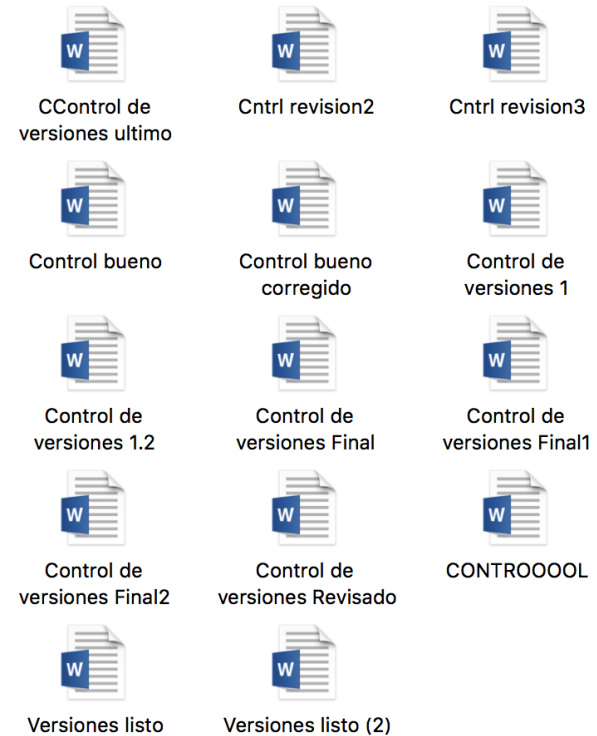 W
W
W
CControl de
versiones ultimo
Cntrl revision2
Cntrl revision3
W
W
W
Control bueno
Control bueno
corregido
Control de
versiones 1
W
W
W
Control de
versiones 1.2
Control de
versiones Final
Control de
versiones Final1
W
W
W
Control de
versiones Final2
Control de
versiones Revisado
CONTROOOOL
W
W
Versiones listo
Versiones listo (2)